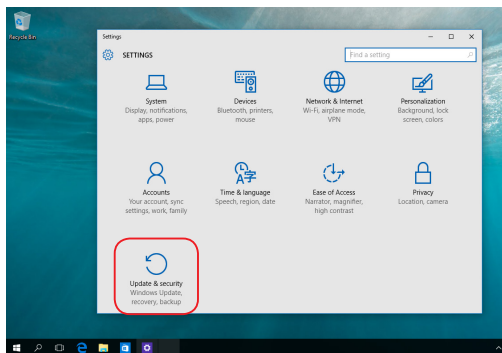 Recycle Bin
Settings
SETTINGS
Find a setting
System
Display, notifications,
apps, power
Devices
Bluetooth, printers,
mouse
Network & Internet
Wi-Fi, airplane mode,
VPN
Personalization
Background, lock
screen, colors
Accounts
Your account, sync
settings, work, family
Time & language
Speech, region, date
Ease of Access
Narrator, magnifier,
high contrast
Privacy
Location, camera
Update & security
Windows Update,
recovery, backup